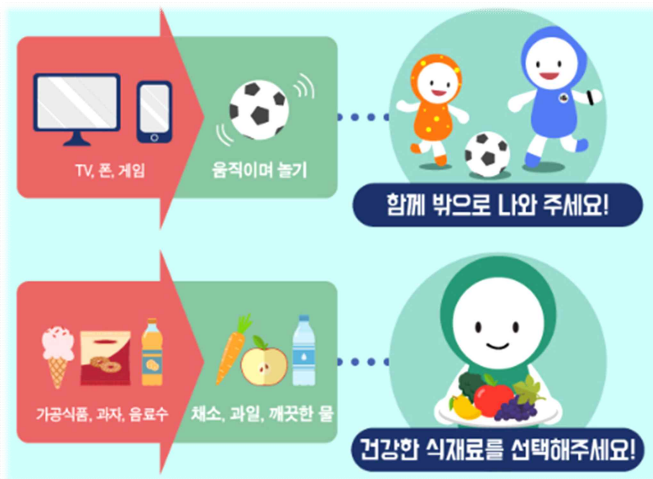 TV, 폰, 게임
움직이며 놀기
함께 밖으로 나와 주세요!
가공식품, 과자, 음료수
채소, 과일, 깨끗한 물
건강한 식재료를 선택해주세요!